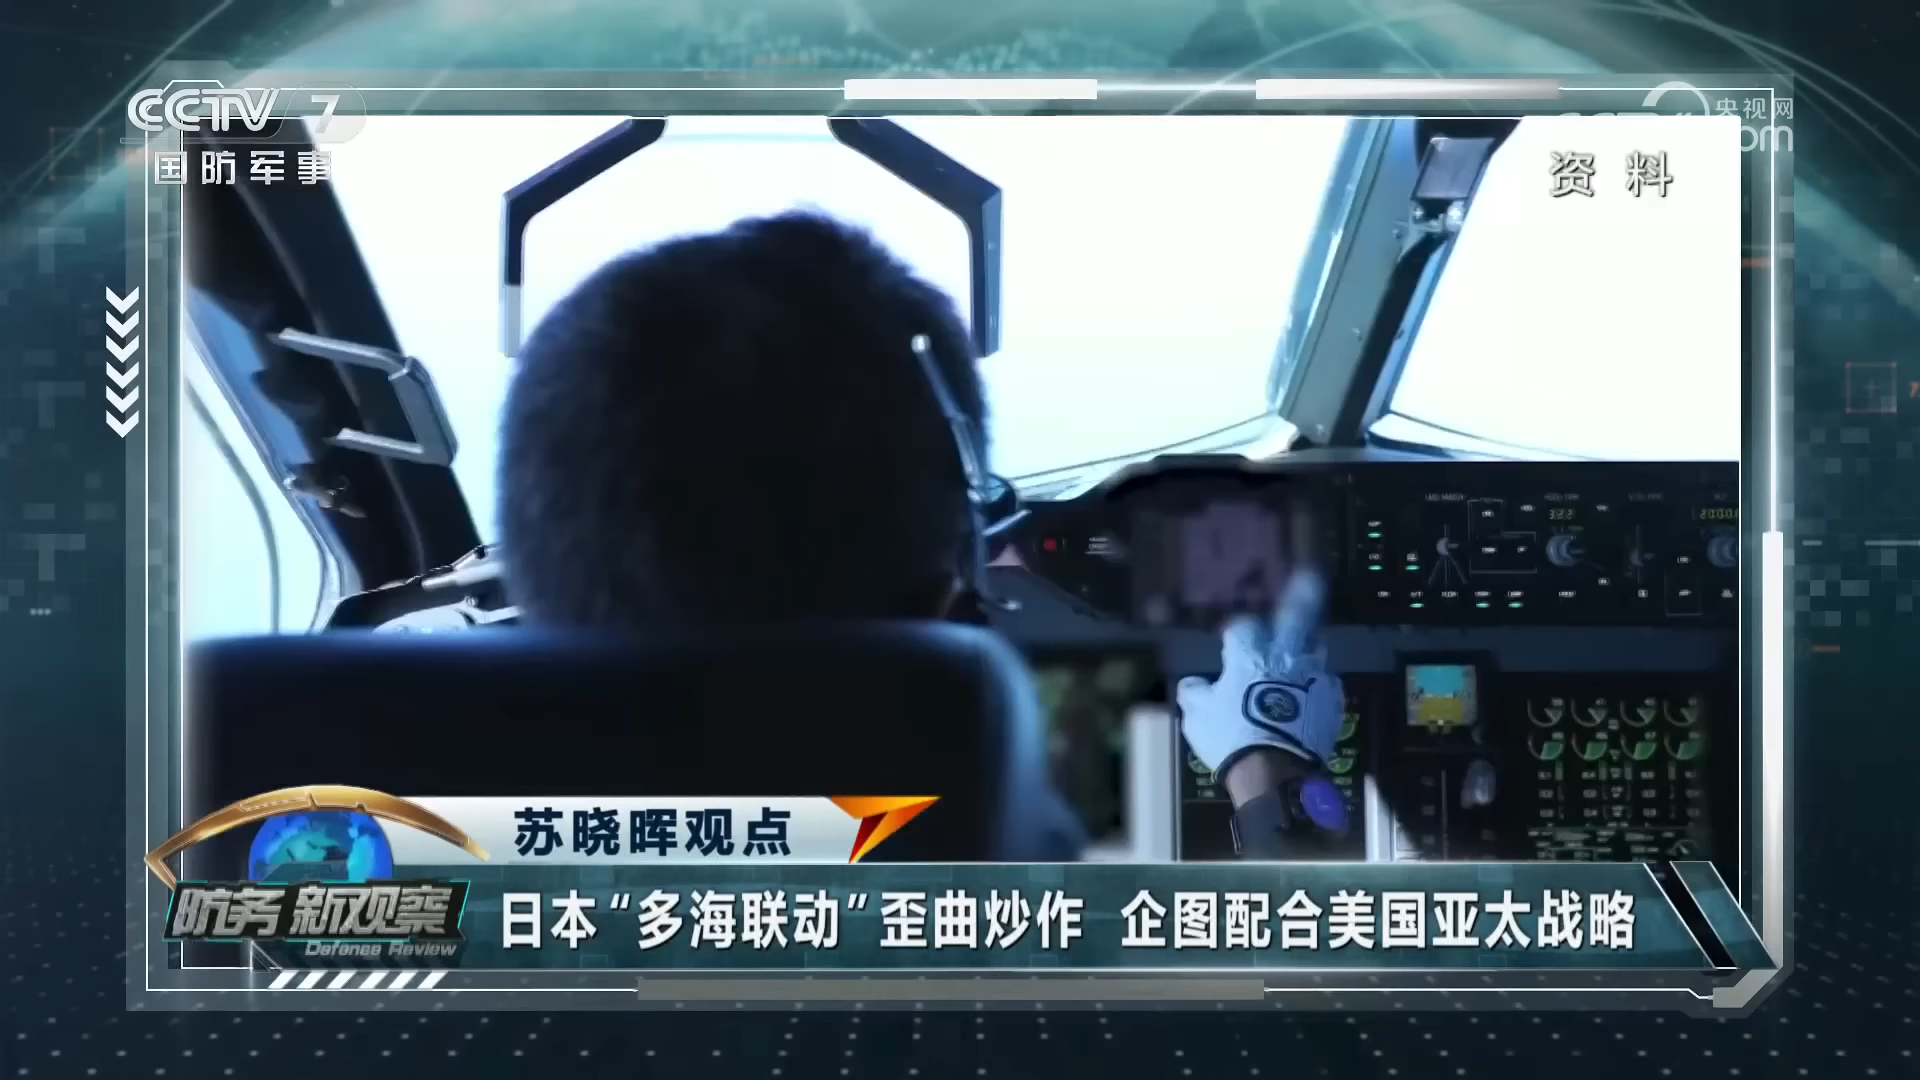 CCTV 7
国防军事
央视网
资料
322
苏晓晖观点
防务新观察
Defense Review
日本“多海联动”歪曲炒作 企图配合美国亚太战略